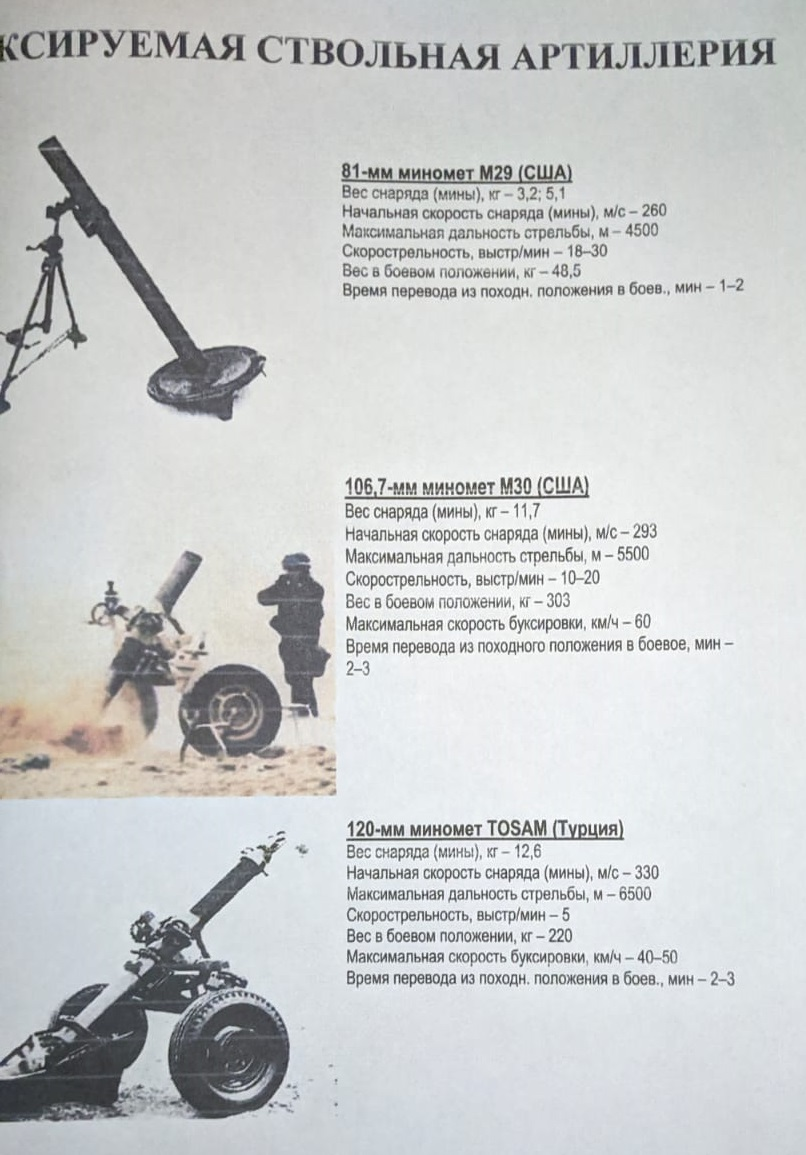 КСИРУЕМАЯ СТВОЛЬНАЯ АРТИЛЛЕРИЯ
81-мм миномет M29 (США)
Вес снаряда (мины), кг – 3,2; 5,1
Начальная скорость снаряда (мины), м/с – 260
Максимальная дальность стрельбы, м – 4500
Скорострельность, выстр/мин – 18–30
Вес в боевом положении, кг – 48,5
Время перевода из походн. положения в боев., мин – 1–2
106,7-мм миномет M30 (США)
Вес снаряда (мины), кг – 11,7
Начальная скорость снаряда (мины), м/с – 293
Максимальная дальность стрельбы, м – 5500
Скорострельность, выстр/мин – 10–20
Вес в боевом положении, кг – 303
Максимальная скорость буксировки, км/ч – 60
Время перевода из походного положения в боевое, мин –
2–3
120-мм миномет TOSAM (Турция)
Вес снаряда (мины), кг – 12,6
Начальная скорость снаряда (мины), м/с – 330
Максимальная дальность стрельбы, м – 6500
Скорострельность, выстр/мин – 5
Вес в боевом положении, кг – 220
Максимальная скорость буксировки, км/ч – 40–50
Время перевода из походн. положения в боев., мин – 2–3